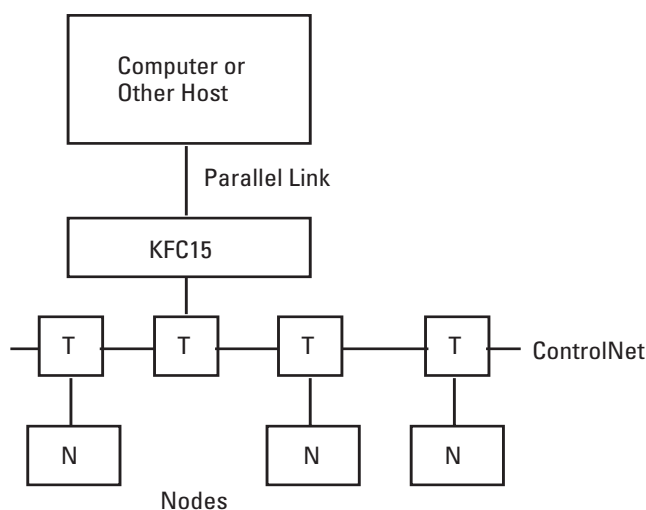 Computer or
Other Host
Parallel Link
KFC15
T T T T ControlNet
N N N
Nodes